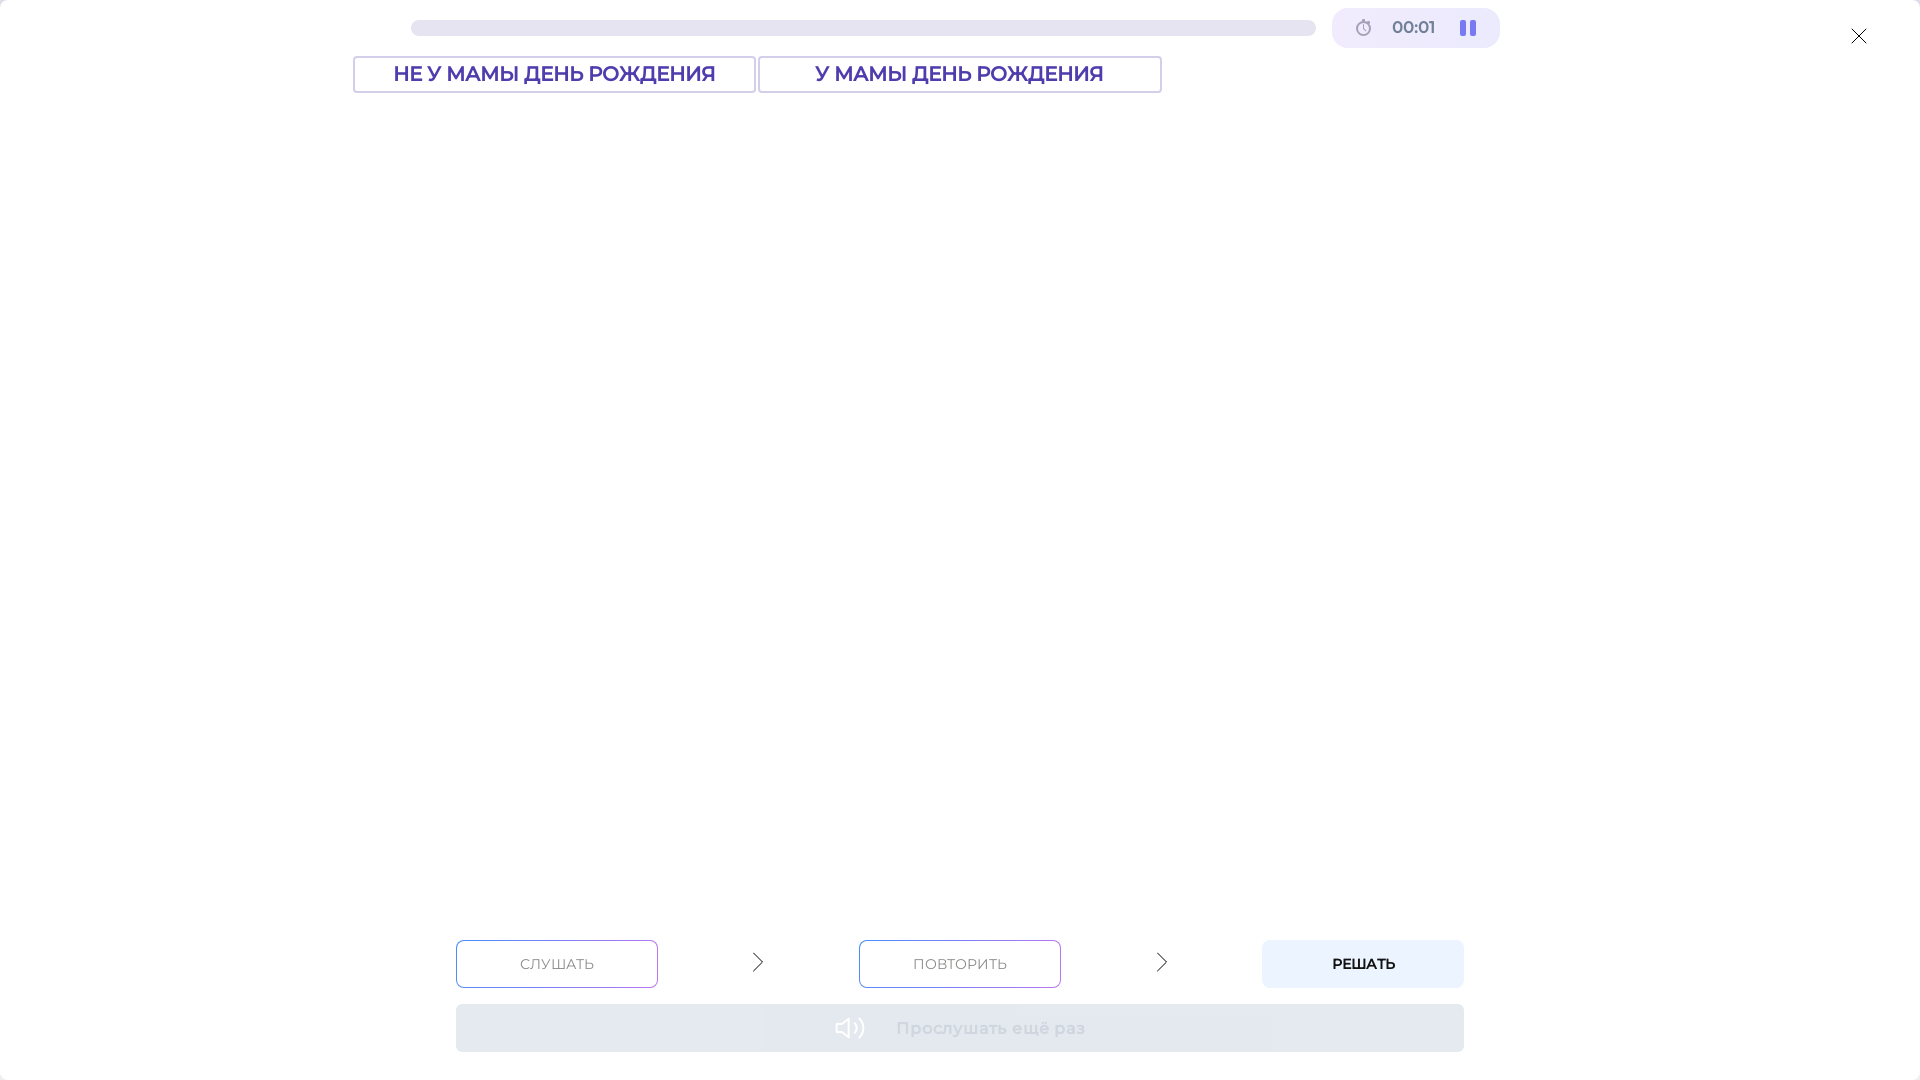 00:01
НЕ У МАМЫ ДЕНЬ РОЖДЕНИЯ
У МАМЫ ДЕНЬ РОЖДЕНИЯ
СЛУШАТЬ
ПОВТОРИТЬ
РЕШАТЬ
Прослушать ещё раз